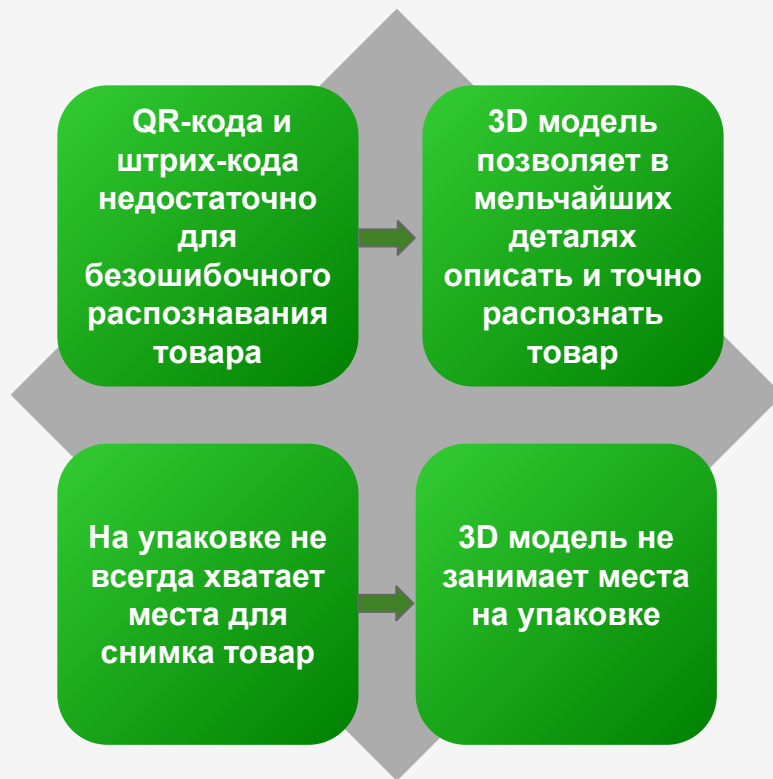 QR-кода и
штрих-кода
недостаточно
для
безошибочного
распознавания
товара
3D модель
позволяет в
мельчайших
деталях
описать и точно
распознать
товар
На упаковке не
всегда хватает
места для
снимка товар
3D модель не
занимает места
на упаковке